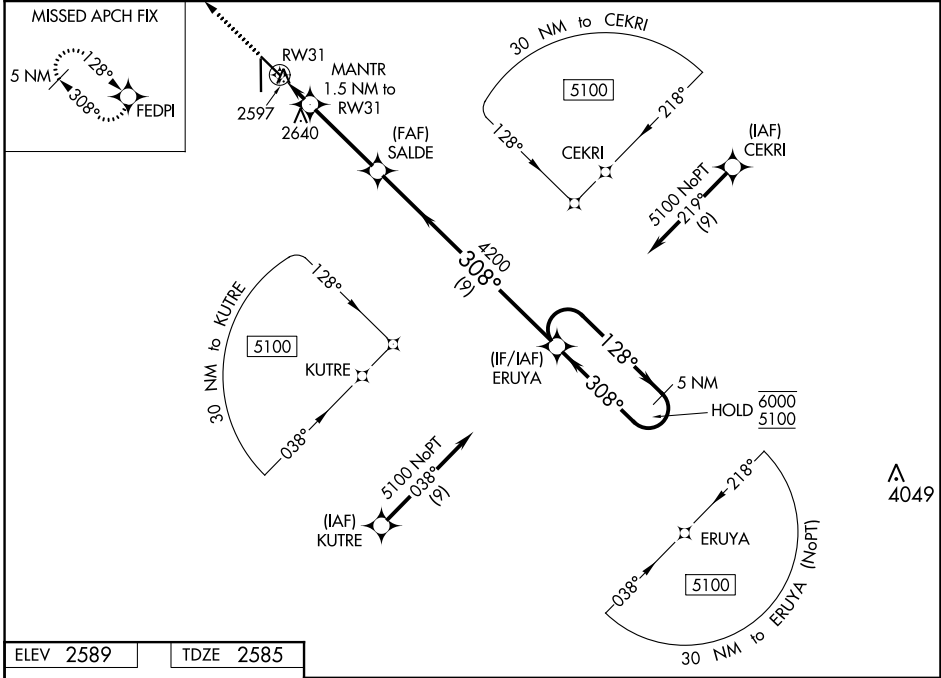 MISSED APCH FIX
5 NM
128°
308°
FEDPI
RW31
2597
MANTR
1.5 NM to
RW31
2640
(FAF)
SALDE
30 NM to CEKRI
5100
128°
218°
CEKRI
(IAF)
CEKRI
5100 NoPT
219°
(9)
4200
308°
(9)
30 NM to KUTRE
128°
5100
KUTRE
038°
(IF/IAF)
ERUYA
128°
308°
5 NM
HOLD
6000
5100
5100 NoPT
038°
(9)
(IAF)
KUTRE
4049
218°
ERUYA
038°
5100
30 NM to ERUYA (NoPT)
ELEV 2589
TDZE 2585